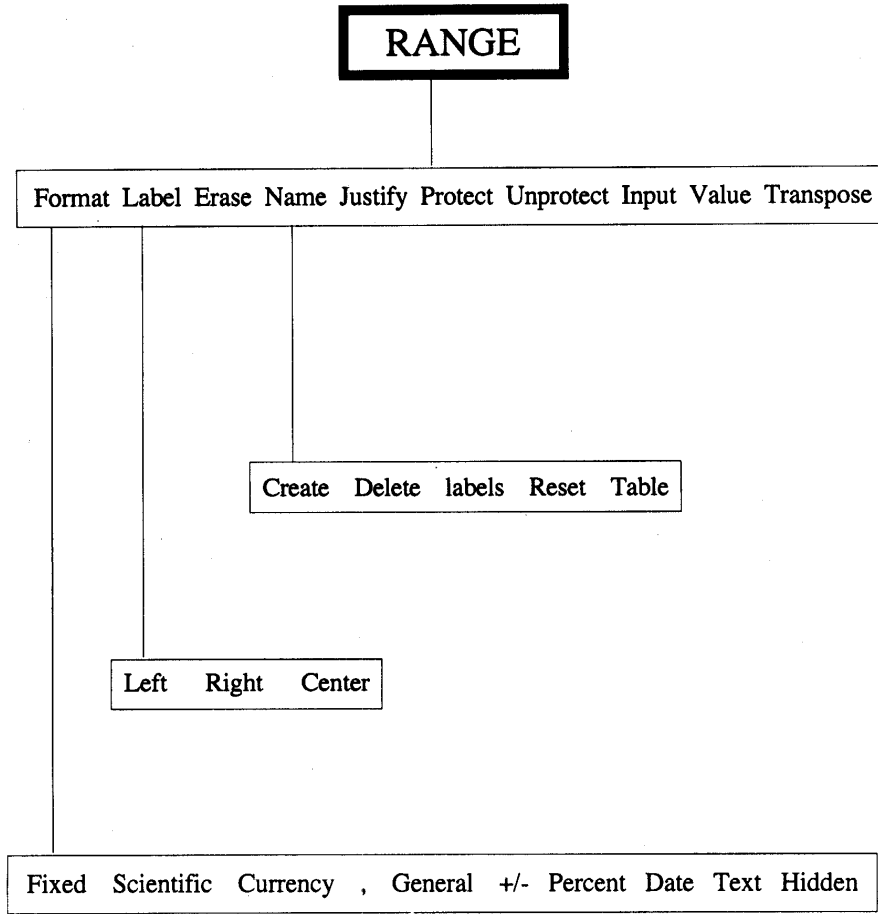 RANGE
Format Label Erase Name Justify Protect Unprotect Input Value Transpose
Create Delete labels Reset Table
Left Right Center
Fixed Scientific Currency , General +/- Percent Date Text Hidden